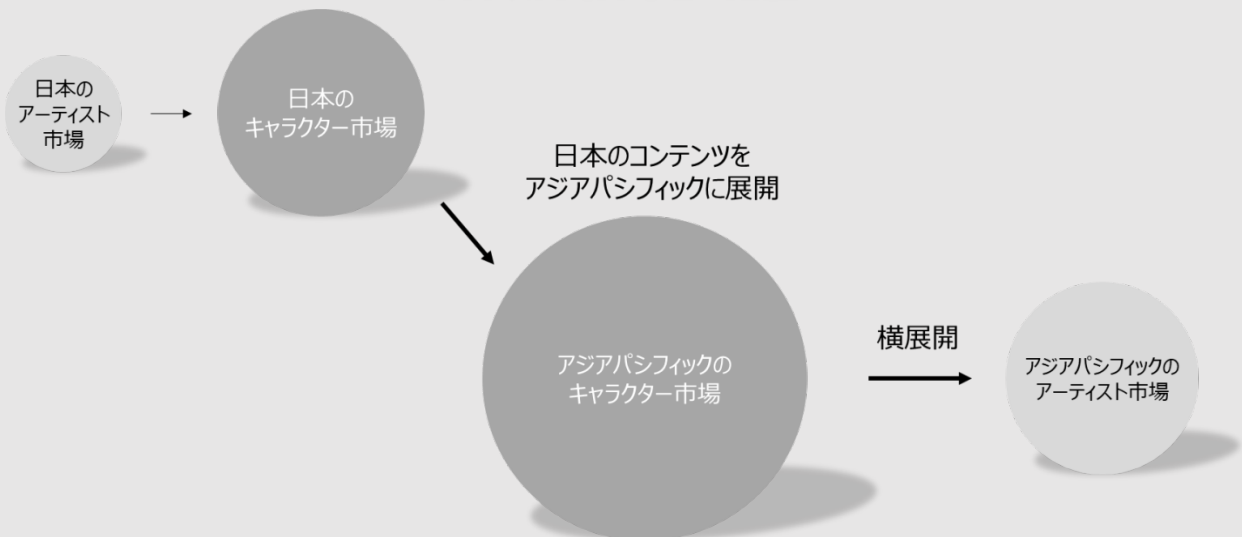 日本の
アーティスト
市場
日本の
キャラクター市場
日本のコンテンツを
アジアパシフィックに展開
アジアパシフィックの
キャラクター市場
横展開
アジアパシフィックの
アーティスト市場